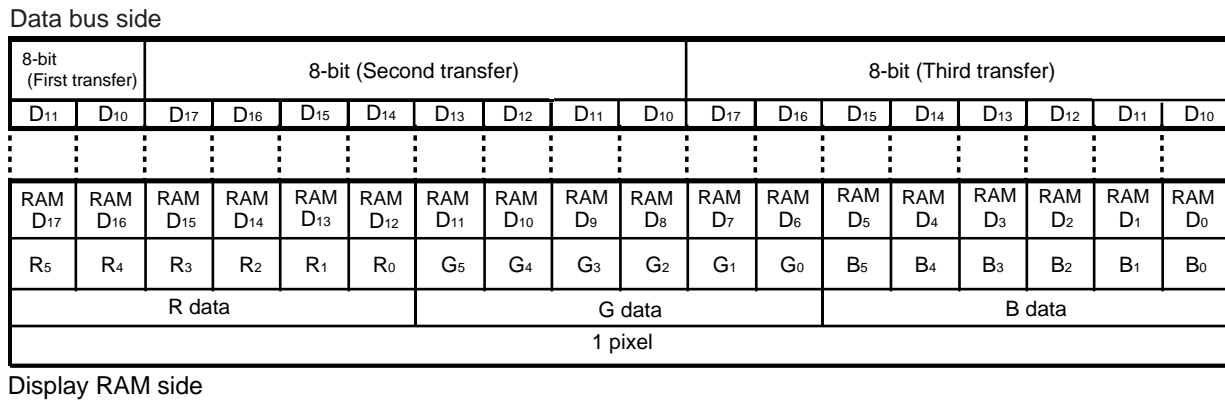 Data bus side
8-bit (First transfer) 8-bit (Second transfer) 8-bit (Third transfer)
D11 D10 D17 D16 D15 D14 D13 D12 D11 D10 D17 D16 D15 D14 D13 D12 D11 D10
RAM RAM RAM RAM RAM RAM RAM RAM RAM RAM RAM RAM RAM RAM RAM RAM RAM RAM
D17 D16 D15 D14 D13 D12 D11 D10 D9 D8 D7 D6 D5 D4 D3 D2 D1 D0
R5 R4 R3 R2 R1 R0 G5 G4 G3 G2 G1 G0 B5 B4 B3 B2 B1 B0
R data G data B data
1 pixel
Display RAM side